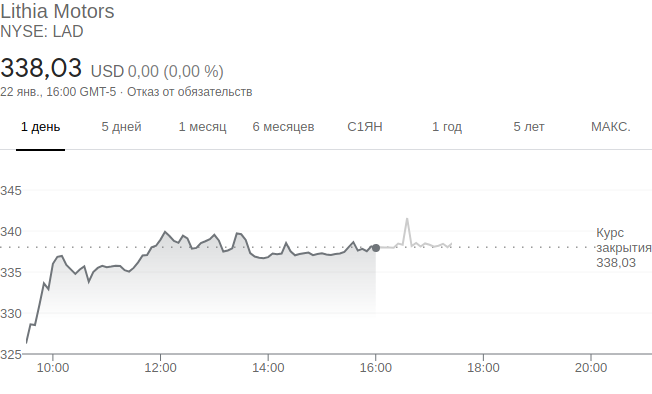 Lithia Motors
NYSE: LAD
338,03 USD 0,00 (0,00 %)
22 янв., 16:00 GMT-5 · Отказ от обязательств
1 день 5 дней 1 месяц 6 месяцев С1ЯН 1 год 5 лет МАКС.
345
340
335
330
325
Курс
закрытия
338,03
10:00 12:00 14:00 16:00 18:00 20:00